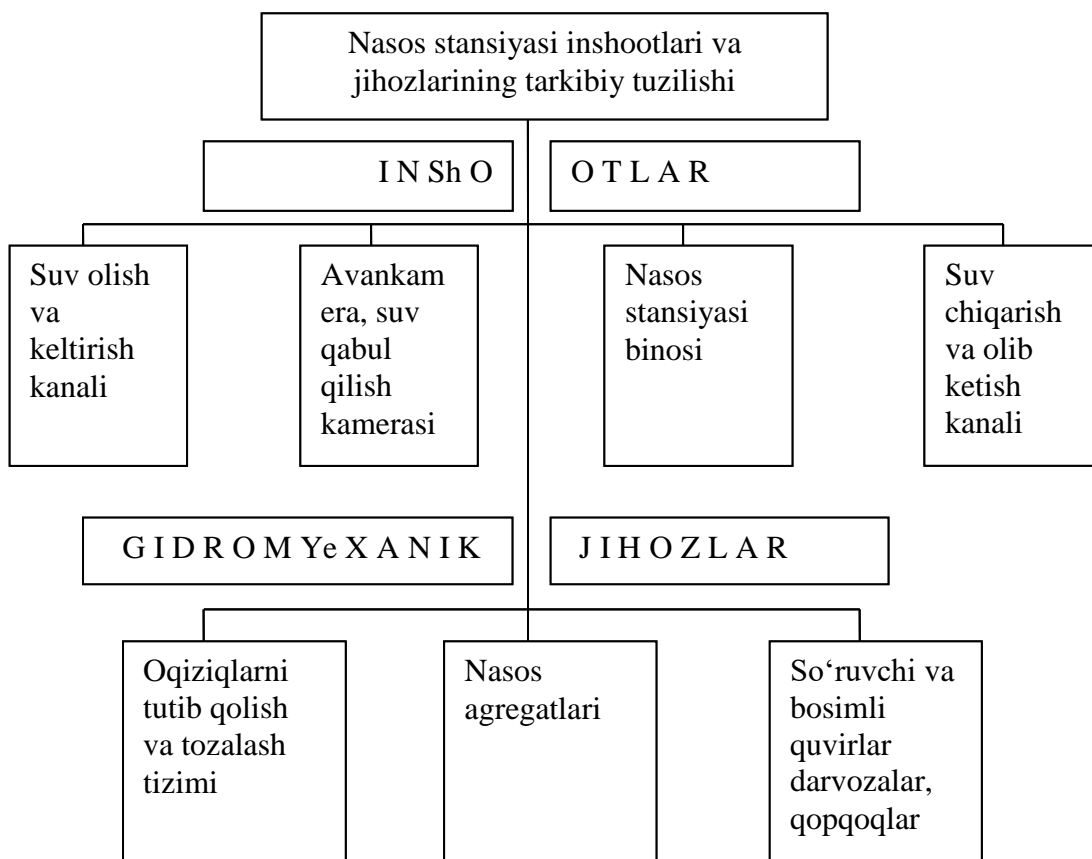 Nasos stansiyasi inshootlari va
jihozlarining tarkibiy tuzilishi
I N Sh O
O T L A R
Suv olish
va
keltirish
kanali
Avankam
era, suv
qabul
qilish
kamerasi
Nasos
stansiyasi
binosi
Suv
chiqarish
va olib
ketish
kanali
G I D R O M Ye X A N I K
J I H O Z L A R
Oqiziqlarni
tutib qolish
va tozalash
tizimi
Nasos
agregatlari
So‘ruvchi va
bosimli
quvirlar
darvozalar,
qopqoqlar